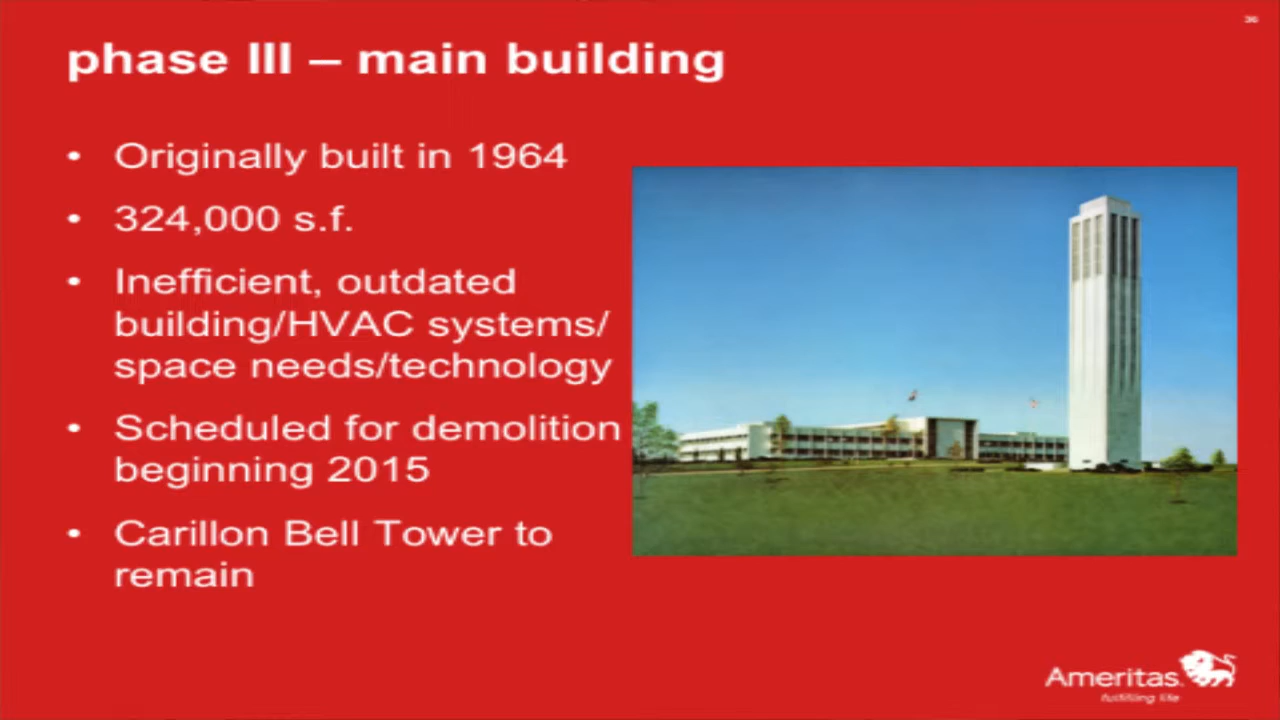 36
phase III – main building
• Originally built in 1964
• 324,000 s.f.
• Inefficient, outdated
building/HVAC systems/
space needs/technology
• Scheduled for demolition
beginning 2015
• Carillon Bell Tower to
remain
Ameritas
fulfilling life